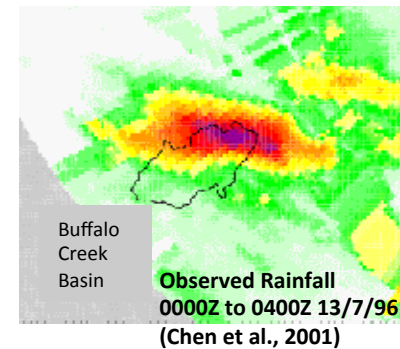 Buffalo
Creek
Basin
Observed Rainfall
0000Z to 0400Z 13/7/96
(Chen et al., 2001)